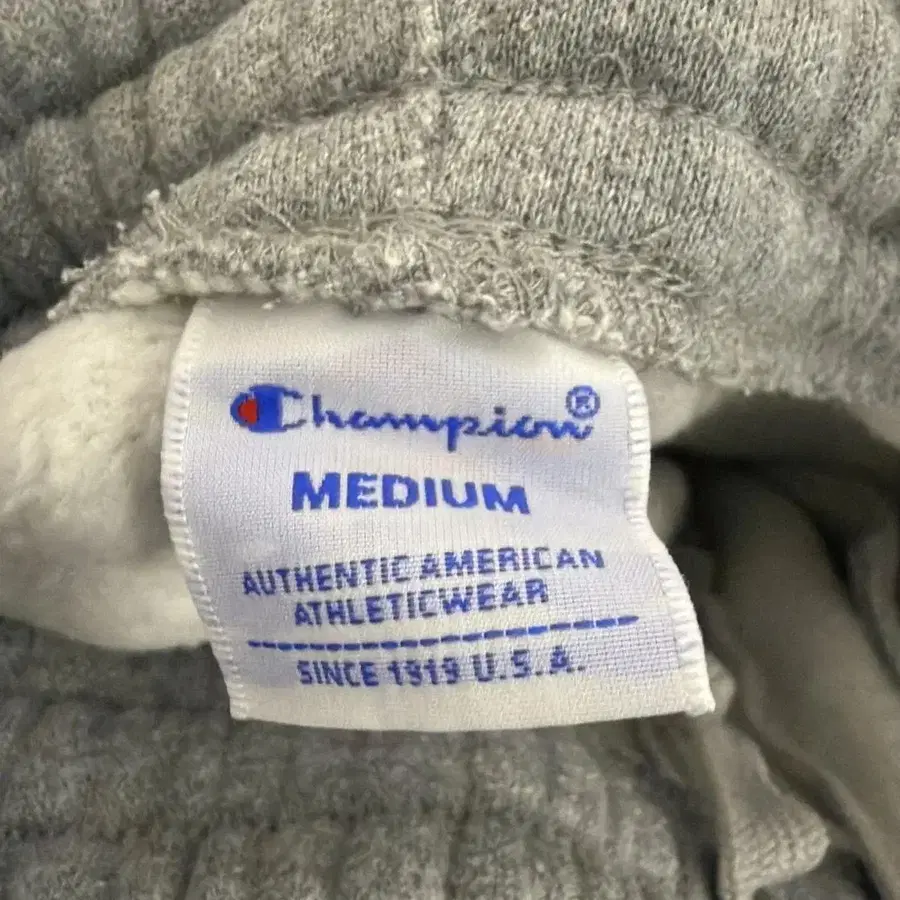 Champion®
MEDIUM
AUTHENTIC AMERICAN
ATHLETICWEAR
SINCE 1919 U.S.A.